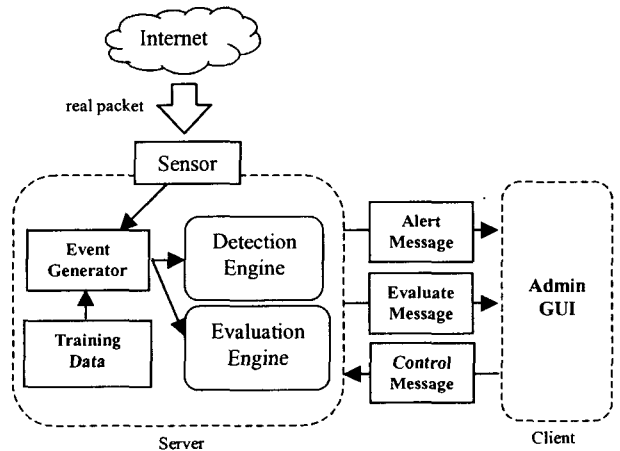 Internet
real packet
Sensor
Event
Generator
Detection
Engine
Training
Data
Evaluation
Engine
Alert
Message
Evaluate
Message
Control
Message
Admin
GUI
Server
Client